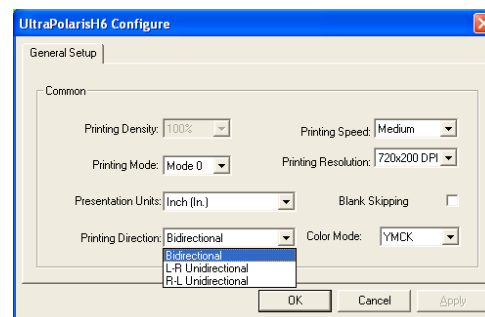 UltraPolarisH6 Configure
General Setup
Common
Printing Density: 100% Printing Speed: Medium
Printing Mode: Mode 0 Printing Resolution: 720x200 DPI
Presentation Units: Inch (In.) Blank Skipping
Printing Direction: Bidirectional Color Mode: YMCK
Bidirectional
L-R Unidirectional
R-L Unidirectional
OK Cancel Apply